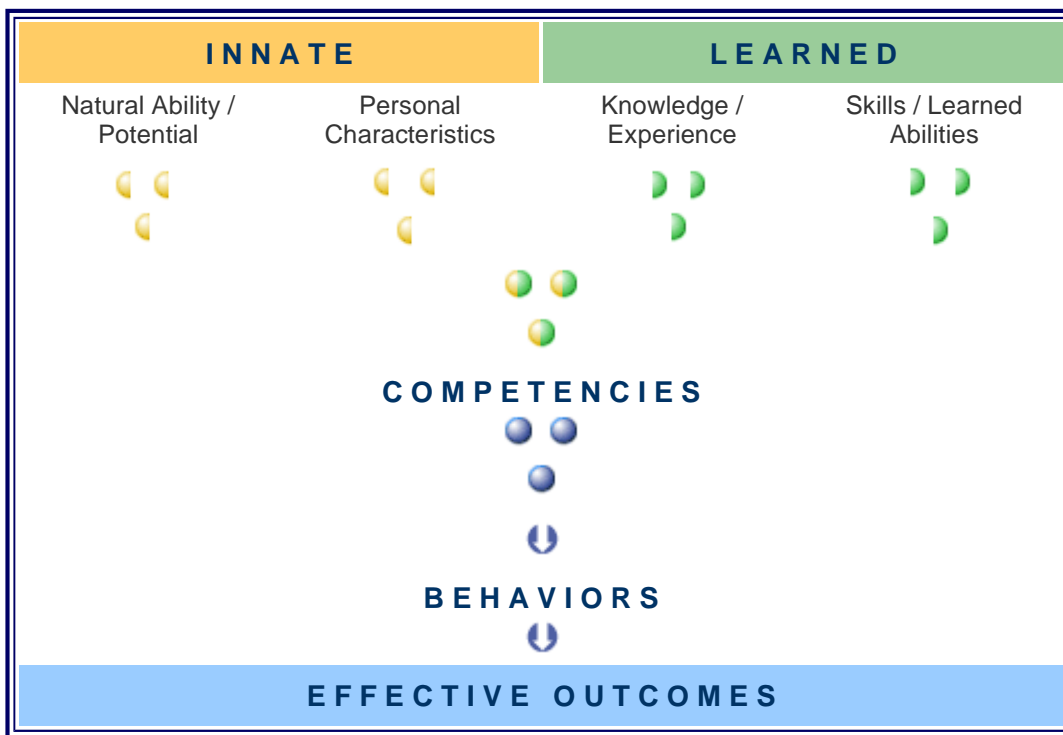 INNATE
LEARNED
Natural Ability /
Potential
Personal
Characteristics
Knowledge /
Experience
Skills / Learned
Abilities
COMPETENCIES
BEHAVIORS
EFFECTIVE OUTCOMES